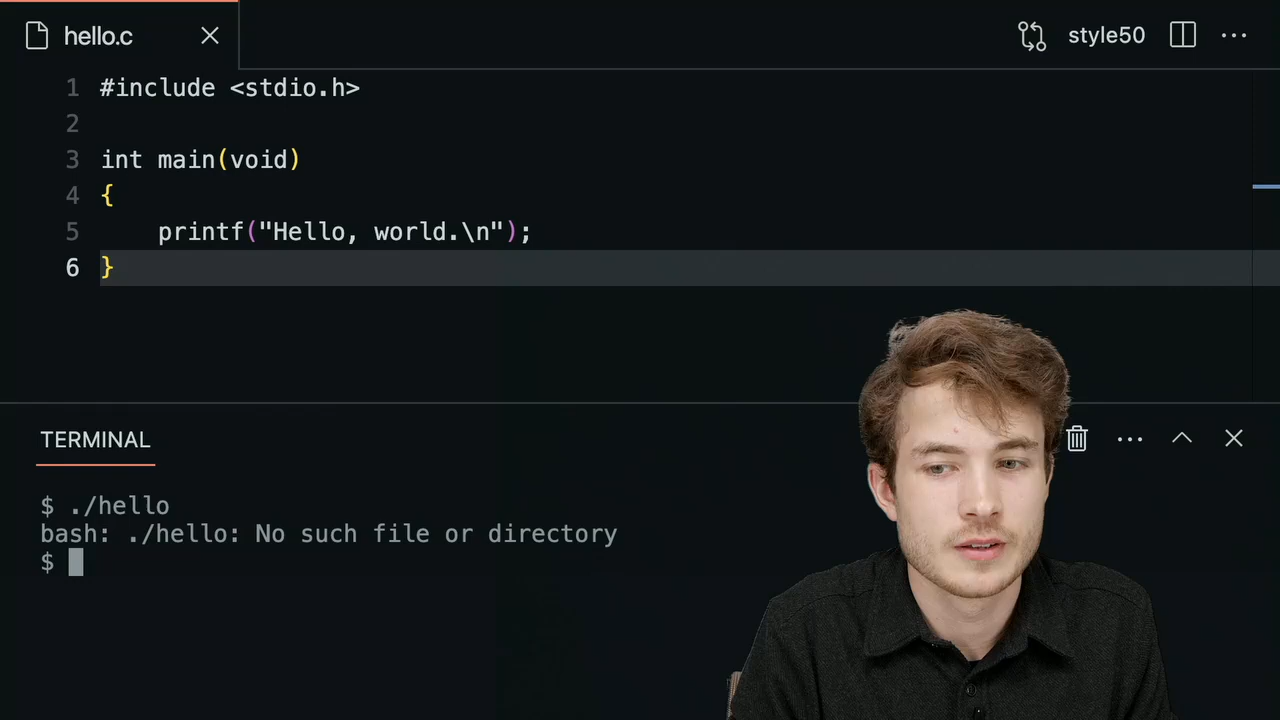 hello.c
style50
1 #include <stdio.h>
2
3 int main(void)
4 {
5     printf("Hello, world.\n");
6 }
TERMINAL
$ ./hello
bash: ./hello: No such file or directory
$